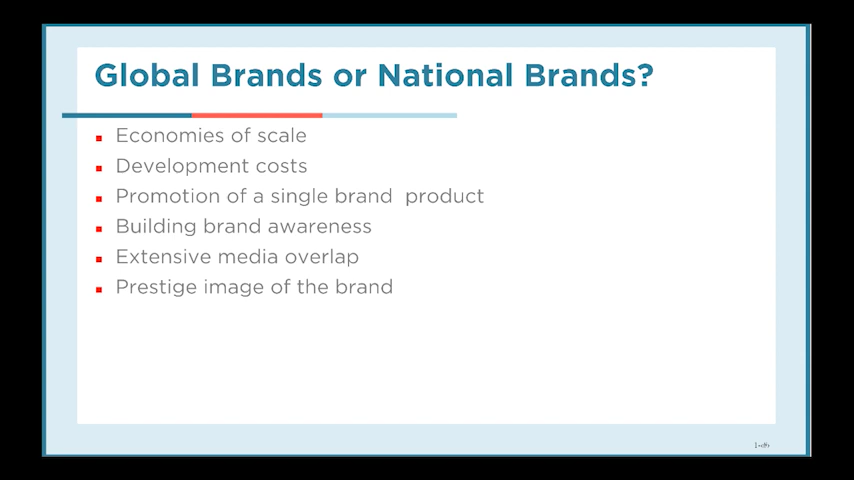 Global Brands or National Brands?
Economies of scale
Development costs
Promotion of a single brand  product
Building brand awareness
Extensive media overlap
Prestige image of the brand